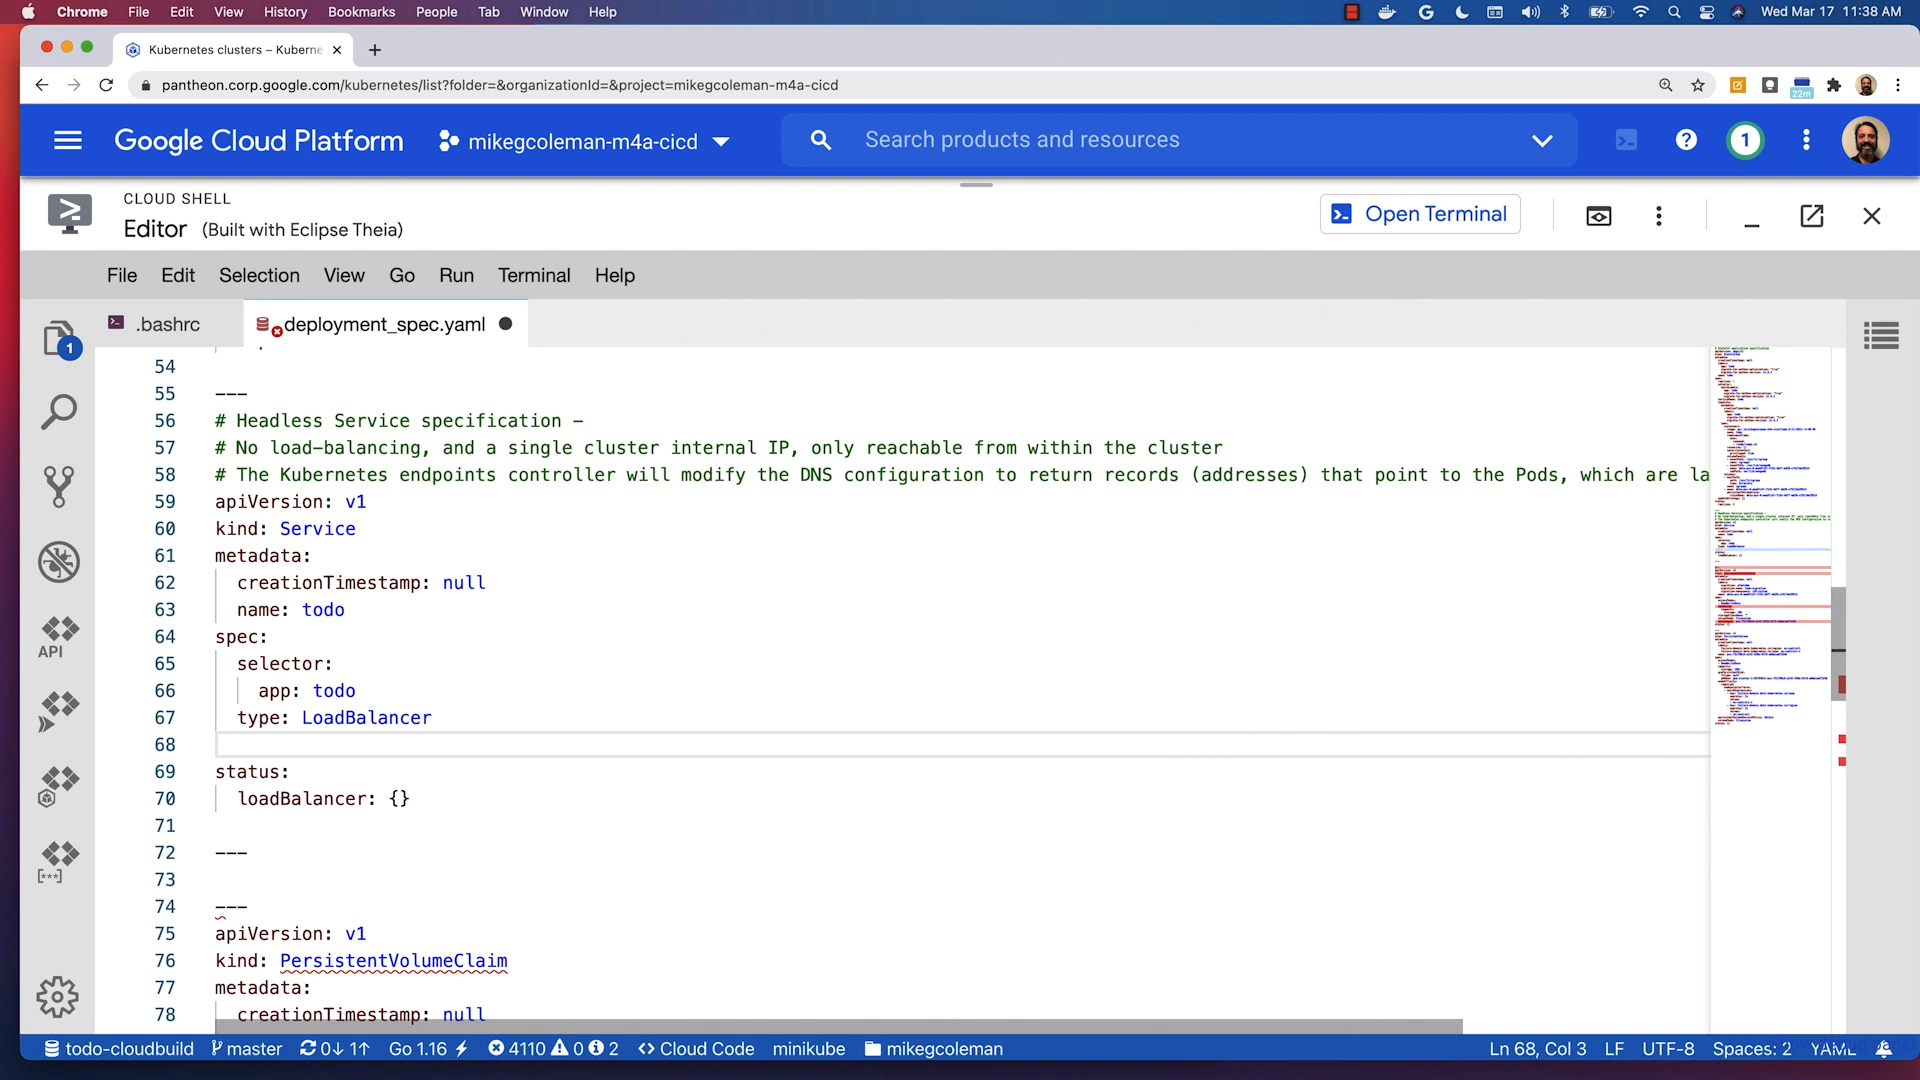 Chrome File Edit View History Bookmarks People Tab Window Help Wed Mar 17 11:38 AM
Kubernetes clusters – Kuberne
pantheon.corp.google.com/kubernetes/list?folder=&organizationId=&project=mikegcoleman-m4a-cicd
22m
Google Cloud Platform mikegcoleman-m4a-cicd Search products and resources 1
CLOUD SHELL
Editor (Built with Eclipse Theia) Open Terminal
File Edit Selection View Go Run Terminal Help
.bashrc deployment_spec.yaml
1
API
[***]
54
55 ---
56 # Headless Service specification -
57 # No load-balancing, and a single cluster internal IP, only reachable from within the cluster
58 # The Kubernetes endpoints controller will modify the DNS configuration to return records (addresses) that point to the Pods, which are la
59 apiVersion: v1
60 kind: Service
61 metadata:
62 creationTimestamp: null
63 name: todo
64 spec:
65 selector:
66 app: todo
67 type: LoadBalancer
68
69 status:
70 loadBalancer: {}
71
72 ---
73
74 ---
75 apiVersion: v1
76 kind: PersistentVolumeClaim
77 metadata:
78 creationTimestamp: null
todo-cloudbuild master 0↓ 1↑ Go 1.16 4110 0 2 <> Cloud Code minikube mikegcoleman Ln 68, Col 3 LF UTF-8 Spaces: 2 YAML